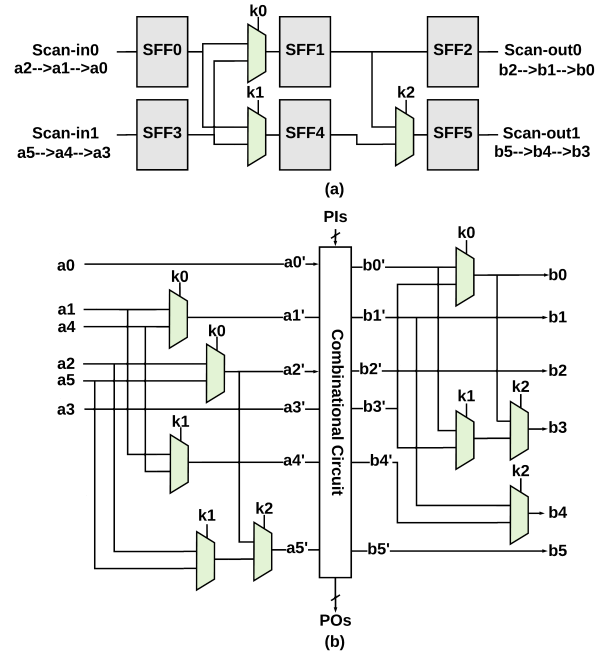 k0
Scan-in0 SFF0 SFF1 SFF2 Scan-out0
a2-->a1-->a0 b2-->b1-->b0
k1 k2
Scan-in1 SFF3 SFF4 SFF5 Scan-out1
a5-->a4-->a3 b5-->b4-->b3
(a)
PIs
k0
a0 a0' b0' b0
k0
a1 a1' b1' b1
a4
k0
a2 a2' b2' b2
a5
k1 k2
a3 a3' b3' b3
k1
a4' b4'
k2
b4
k1 k2
a5' b5' b5
Combinational Circuit
POs
(b)